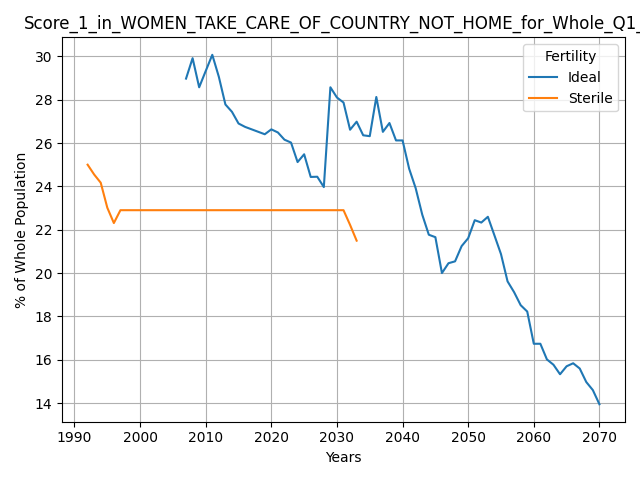 Score_1_in_WOMEN_TAKE_CARE_OF_COUNTRY_NOT_HOME_for_Whole_Q1_
Fertility
Ideal
Sterile
% of Whole Population
30
28
26
24
22
20
18
16
14
1990 2000 2010 2020 2030 2040 2050 2060 2070
Years